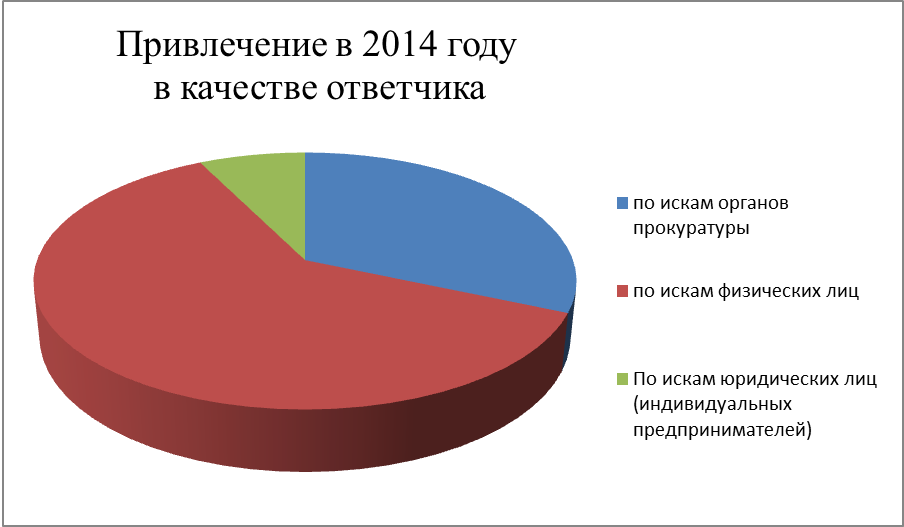 Привлечение в 2014 году
в качестве ответчика
по искам органов
прокуратуры
по искам физических лиц
По искам юридических лиц
(индивидуальных
предпринимателей)